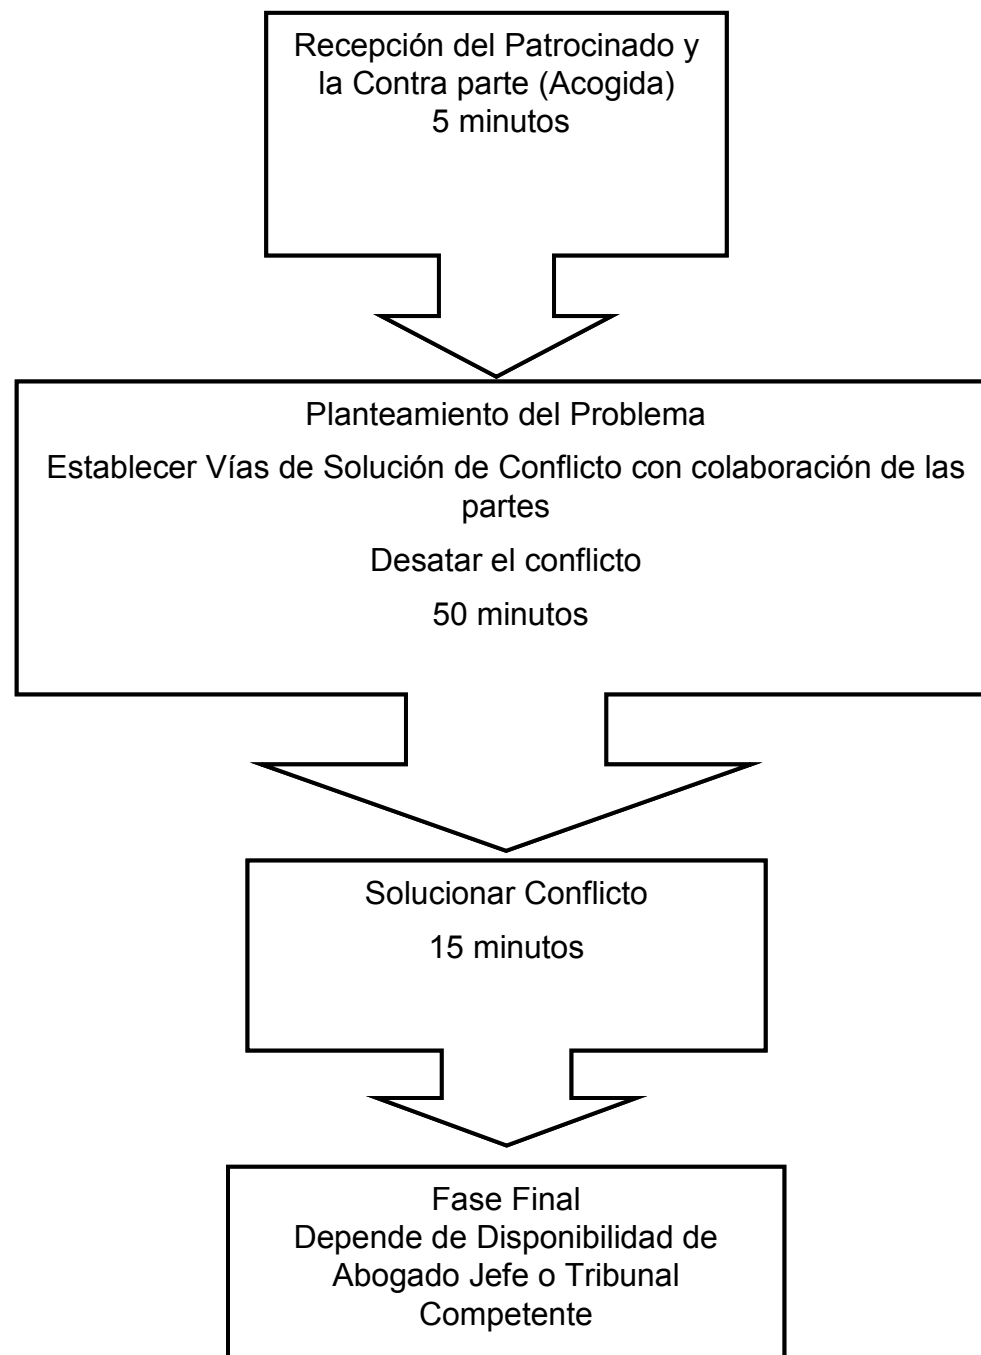 Recepción del Patrocinado y
la Contra parte (Acogida)
5 minutos
Planteamiento del Problema
Establecer Vías de Solución de Conflicto con colaboración de las
partes
Desatar el conflicto
50 minutos
Solucionar Conflicto
15 minutos
Fase Final
Depende de Disponibilidad de
Abogado Jefe o Tribunal
Competente